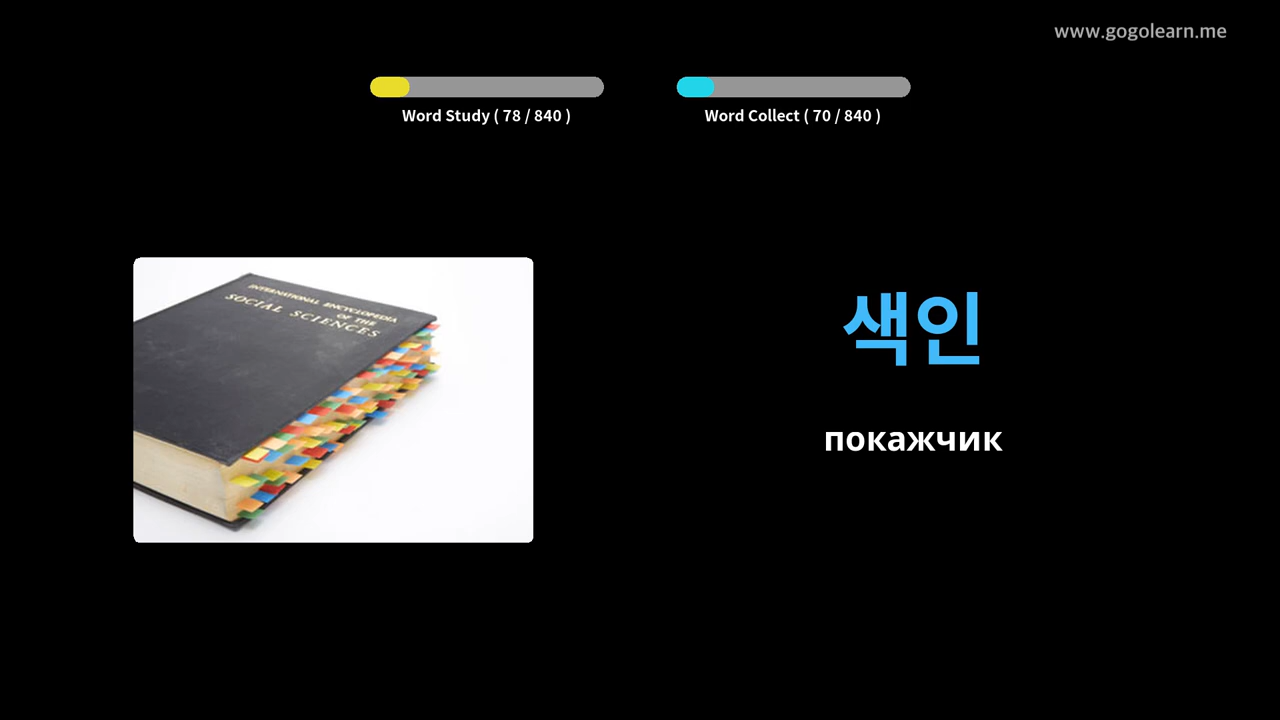 www.gogolearn.me
Word Study ( 78 / 840 )
Word Collect ( 70 / 840 )
INTERNATIONAL ENCYCLOPEDIA
OF THE
SOCIAL SCIENCES
색인
покажчик